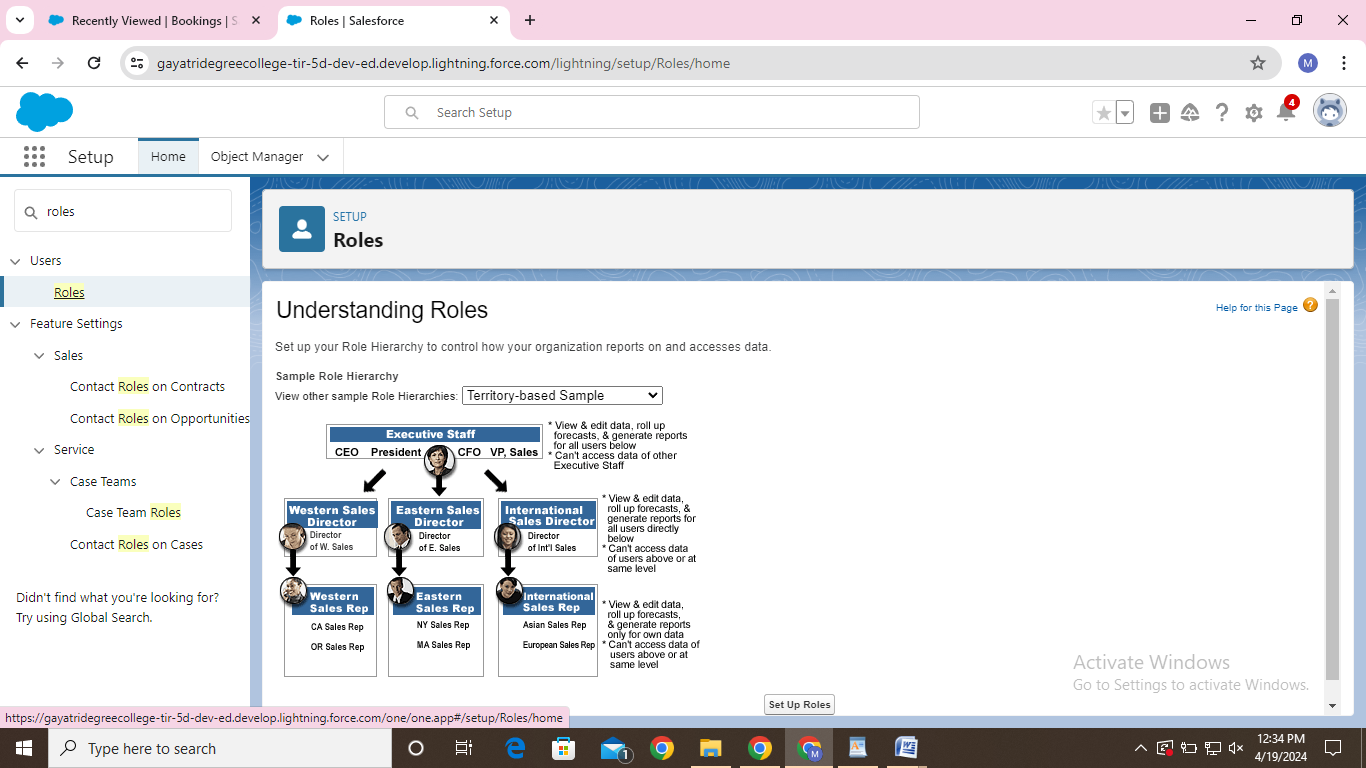 Recently Viewed | Bookings | S
Roles | Salesforce
gayatridegreecollege-tir-5d-dev-ed.develop.lightning.force.com/lightning/setup/Roles/home
M
Search Setup
4
Setup
Home
Object Manager
roles
Users
Roles
Feature Settings
Sales
Contact Roles on Contracts
Contact Roles on Opportunities
Service
Case Teams
Case Team Roles
Contact Roles on Cases
Didn't find what you're looking for?
Try using Global Search.
SETUP
Roles
Understanding Roles
Help for this Page ?
Set up your Role Hierarchy to control how your organization reports on and accesses data.
Sample Role Hierarchy
View other sample Role Hierarchies: Territory-based Sample
Executive Staff
CEO President CFO VP, Sales
* View & edit data, roll up
forecasts, & generate reports
for all users below
* Can't access data of other
Executive Staff
Western Sales
Director
Director
of W. Sales
Eastern Sales
Director
Director
of E. Sales
International
Sales Director
Director
of Int'l Sales
* View & edit data,
roll up forecasts, &
generate reports for
all users directly
below
* Can't access data
of users above or at
same level
Western
Sales Rep
CA Sales Rep
OR Sales Rep
Eastern
Sales Rep
NY Sales Rep
MA Sales Rep
International
Sales Rep
Asian Sales Rep
European Sales Rep
* View & edit data,
roll up forecasts,
& generate reports
only for own data
* Can't access data of
users above or at
same level
Set Up Roles
Activate Windows
Go to Settings to activate Windows.
https://gayatridegreecollege-tir-5d-dev-ed.develop.lightning.force.com/one/one.app#/setup/Roles/home
Type here to search
1
M
12:34 PM
4/19/2024